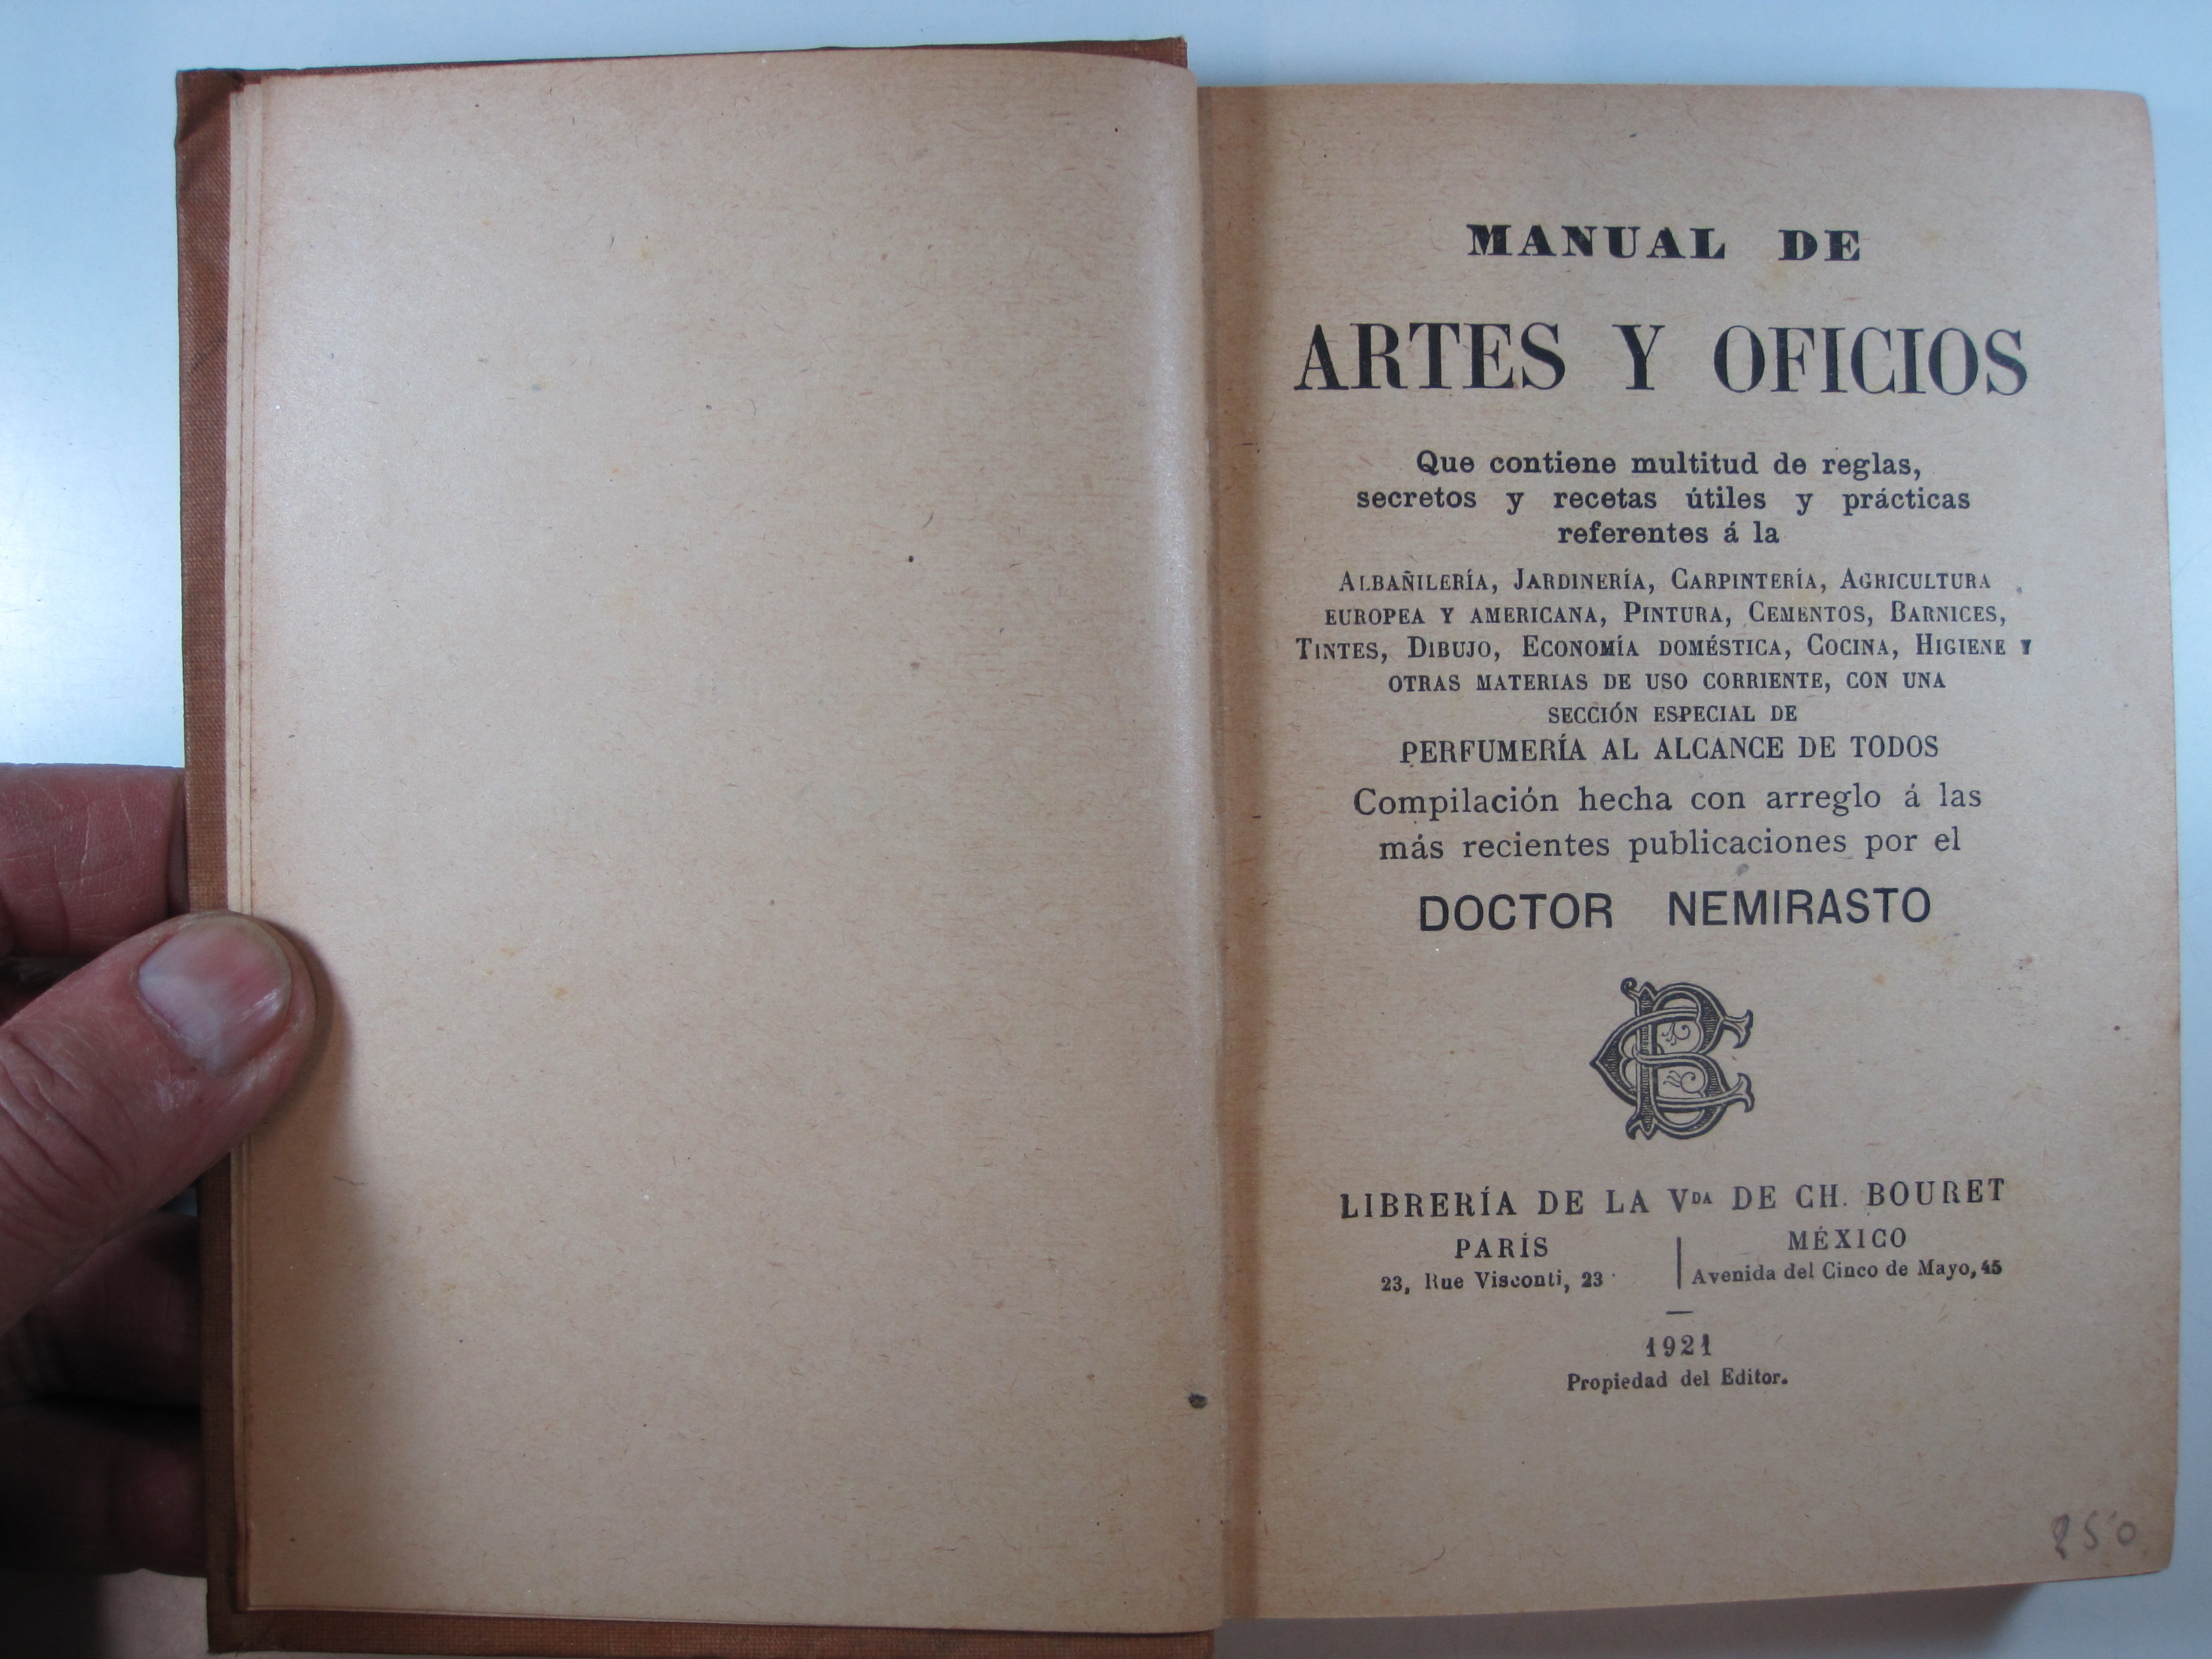 MANUAL DE
ARTES Y OFICIOS
Que contiene multitud de reglas,
secretos y recetas útiles y prácticas
referentes á la
ALBAÑILERÍA, JARDINERÍA, CARPINTERÍA, AGRICULTURA
EUROPEA Y AMERICANA, PINTURA, CEMENTOS, BARNICES,
TINTES, DIBUJO, ECONOMÍA DOMÉSTICA, COCINA, HIGIENE Y
OTRAS MATERIAS DE USO CORRIENTE, CON UNA
SECCIÓN ESPECIAL DE
PERFUMERÍA AL ALCANCE DE TODOS
Compilación hecha con arreglo á las
más recientes publicaciones por el
DOCTOR NEMIRASTO
CB
LIBRERÍA DE LA Vᴰᴬ DE CH. BOURET
PARÍS
23, Rue Visconti, 23
MÉXICO
Avenida del Cinco de Mayo, 45
1921
Propiedad del Editor.